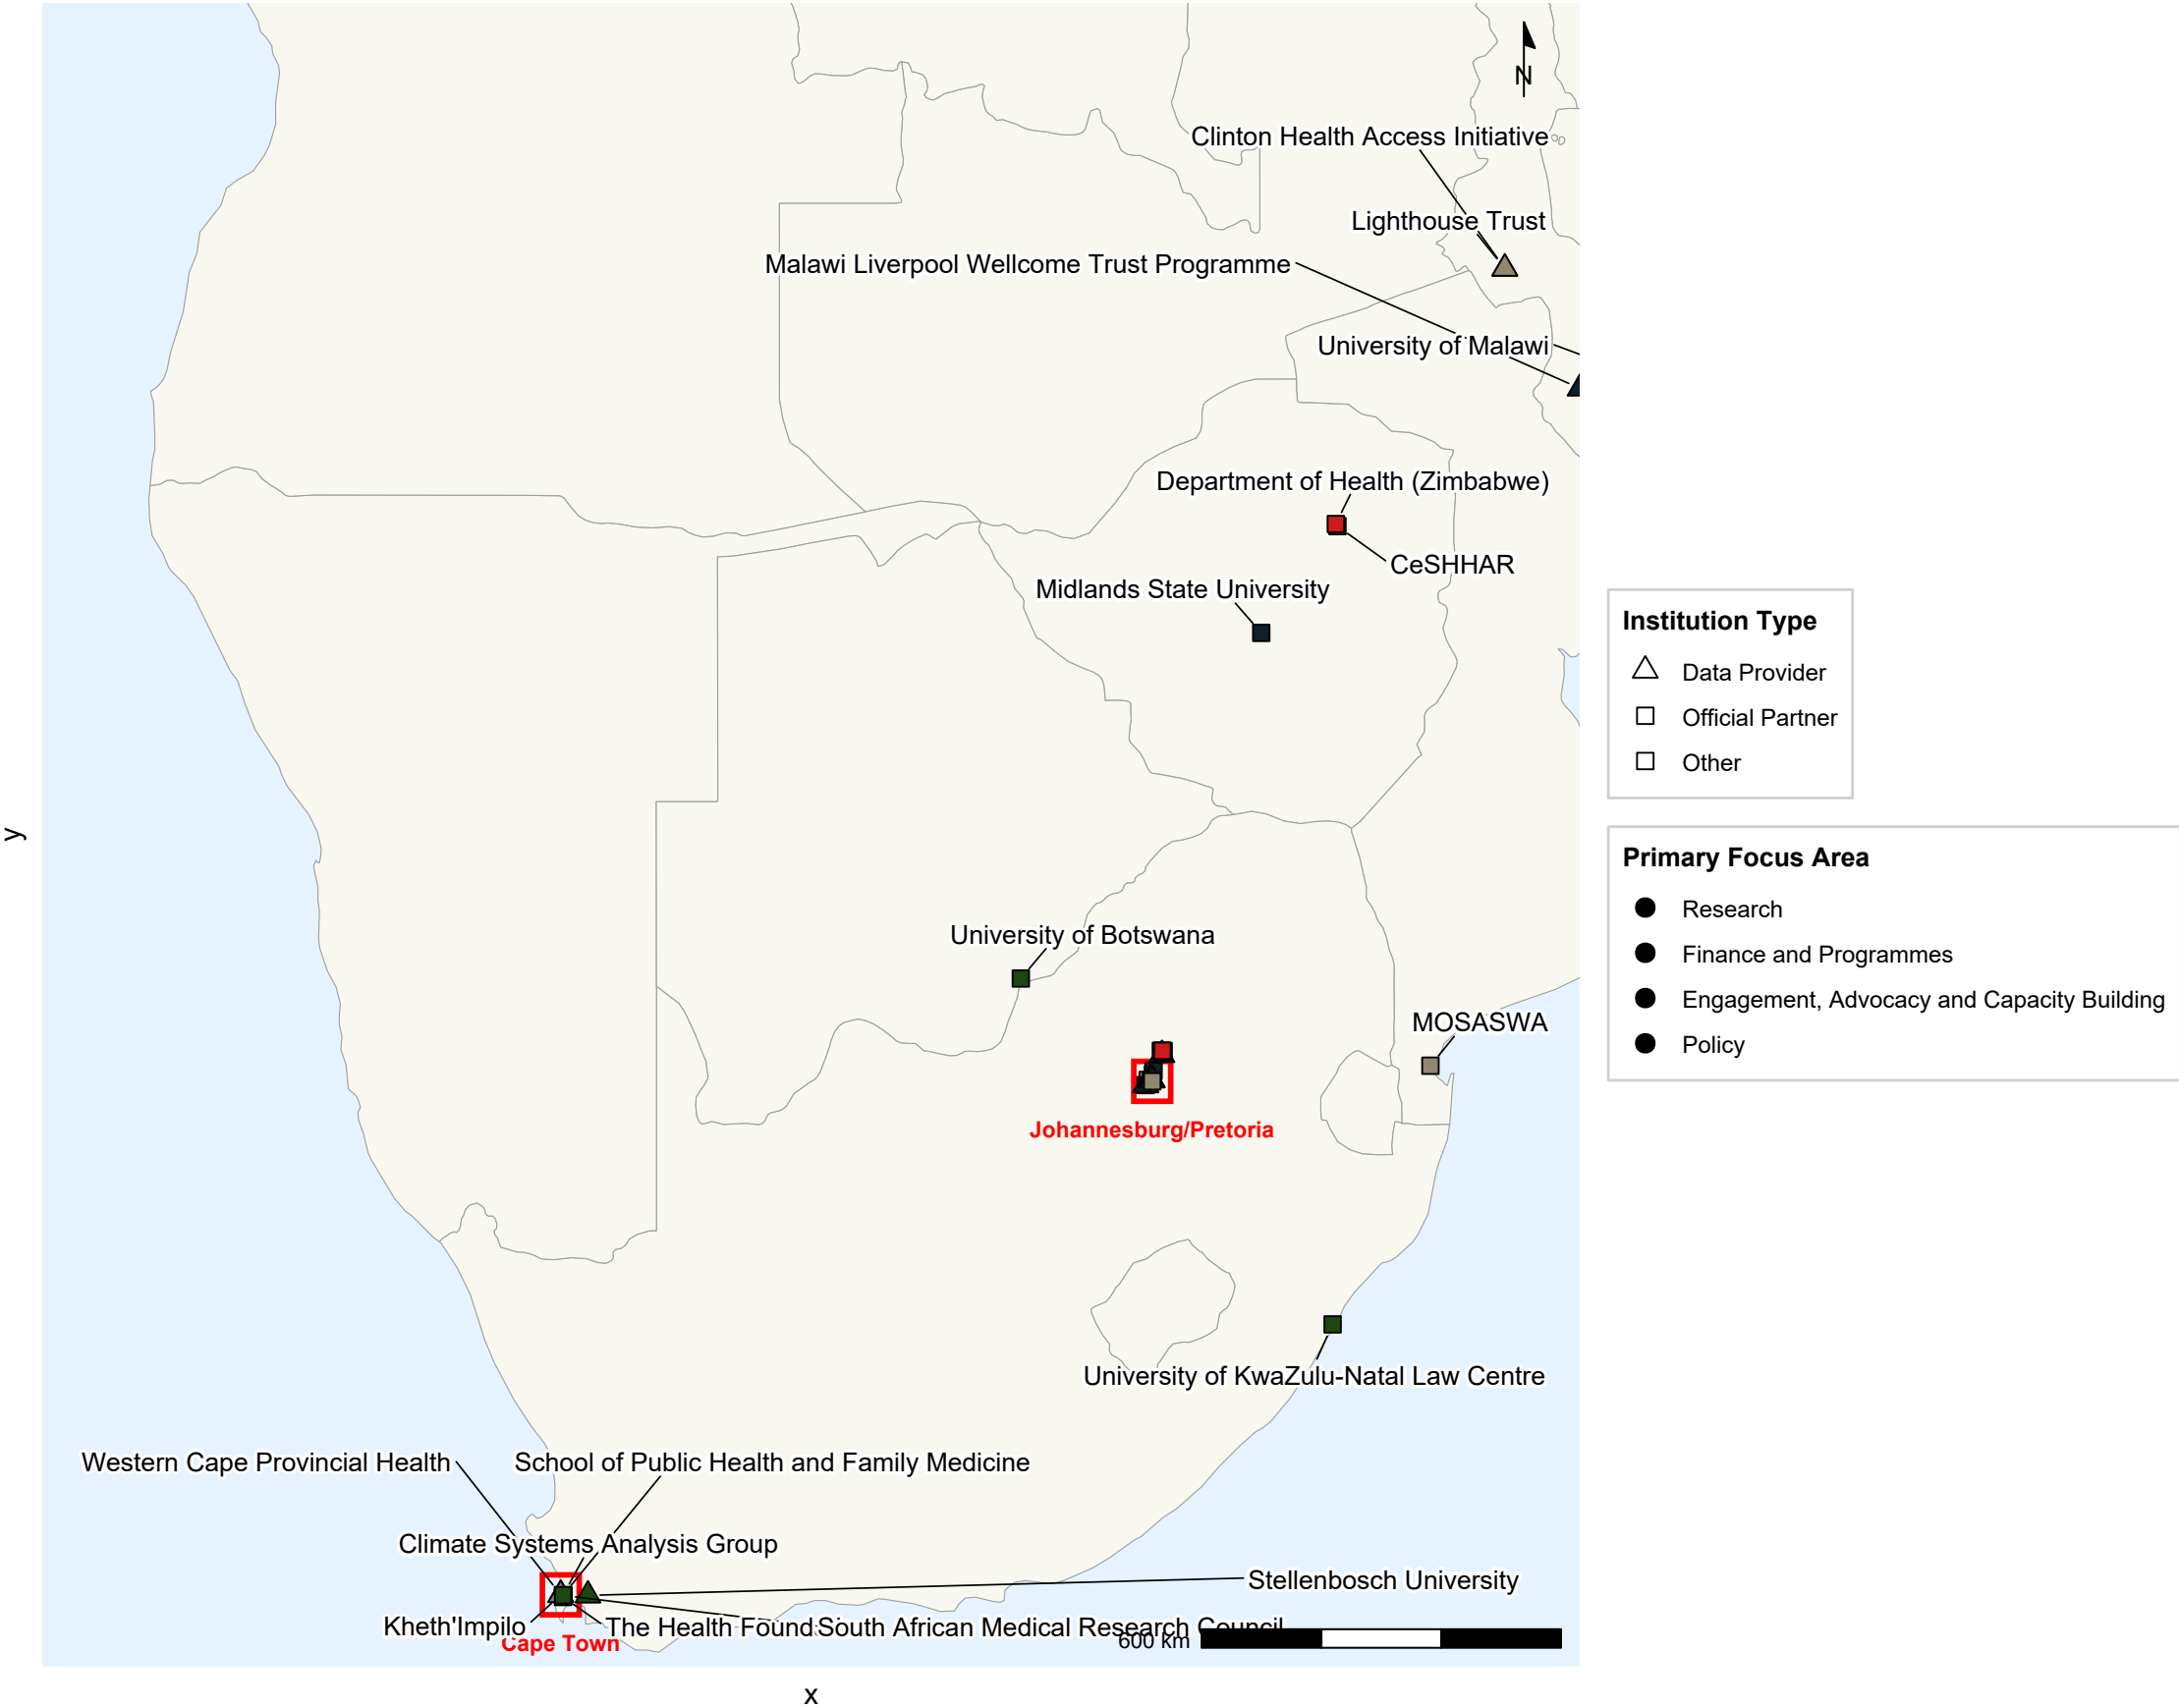 N
Clinton Health Access Initiative
Lighthouse Trust
Malawi Liverpool Wellcome Trust Programme
University of Malawi
Department of Health (Zimbabwe)
CeSHHAR
Midlands State University
Institution Type
Data Provider
Official Partner
Other
y
Primary Focus Area
Research
Finance and Programmes
Engagement, Advocacy and Capacity Building
Policy
University of Botswana
MOSASWA
Johannesburg/Pretoria
University of KwaZulu-Natal Law Centre
Western Cape Provincial Health
School of Public Health and Family Medicine
Climate Systems Analysis Group
Stellenbosch University
Kheth'Impilo
The Health Found
South African Medical Research Council
Cape Town
600 km
x